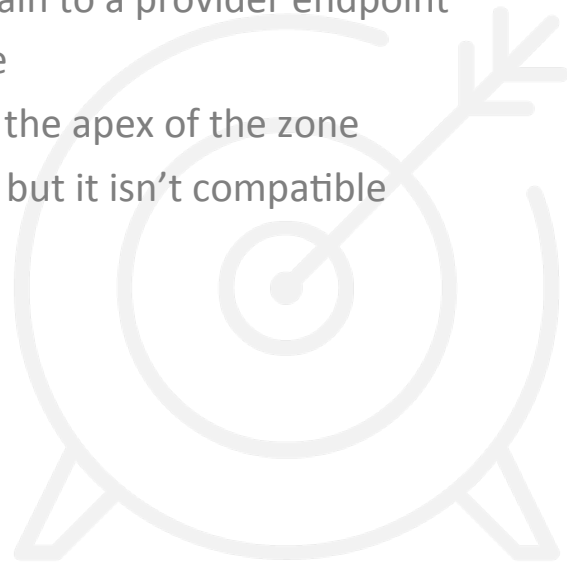 ain to a provider endpoint
e
the apex of the zone
but it isn't compatible